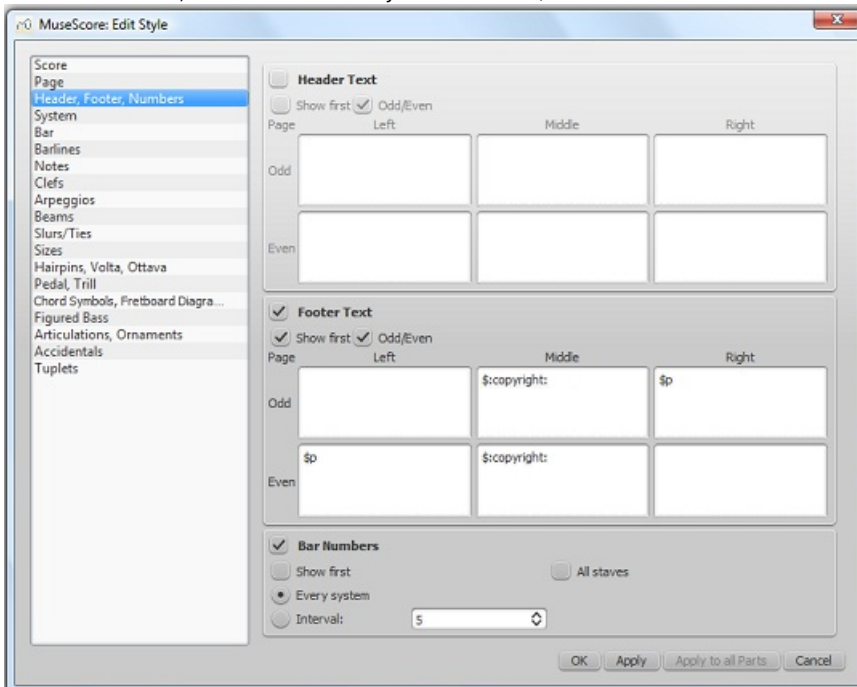 MuseScore: Edit Style
Score
Page
Header, Footer, Numbers
System
Bar
Barlines
Notes
Clefs
Arpeggios
Beams
Slurs/Ties
Sizes
Hairpins, Volta, Ottava
Pedal, Trill
Chord Symbols, Fretboard Diagra...
Figured Bass
Articulations, Ornaments
Accidentals
Tuplets
Header Text
Show first Odd/Even
Page Left Middle Right
Odd
Even
Footer Text
Show first Odd/Even
Page Left Middle Right
Odd $:copyright: $p
Even $p $:copyright:
Bar Numbers
Show first All staves
Every system
Interval: 5
OK Apply Apply to all Parts Cancel